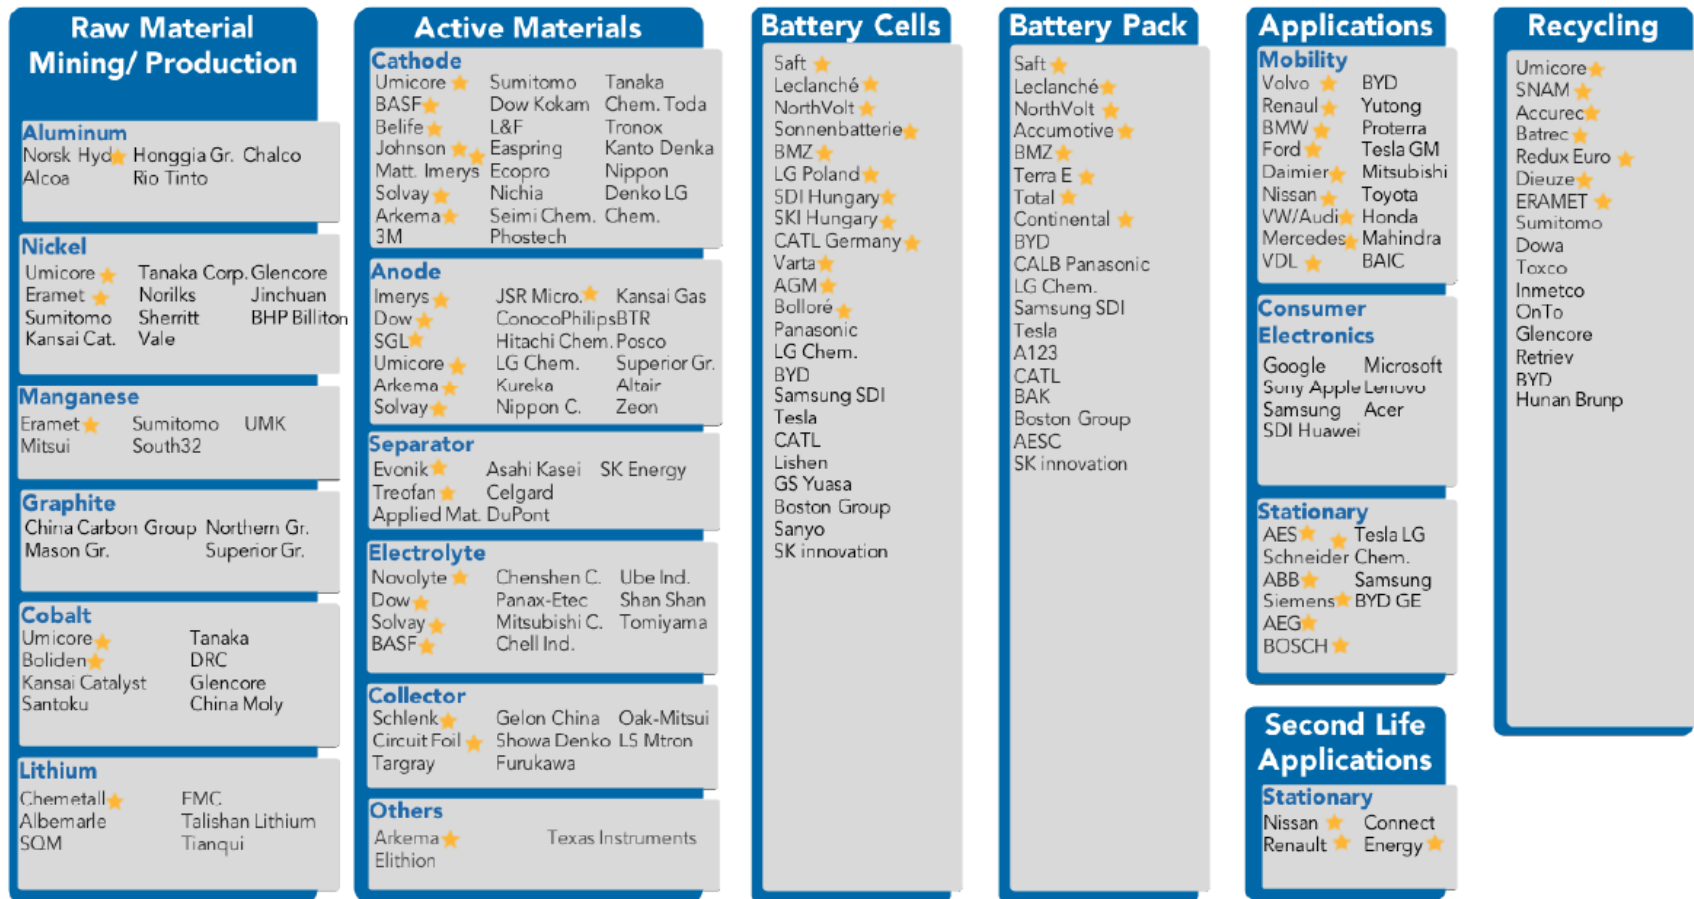 Raw Material
Mining/ Production
Aluminum
Norsk Hyd Honggia Gr. Chalco
Alcoa Rio Tinto
Nickel
Umicore Tanaka Corp. Glencore
Eramet Norilks Jinchuan
Sumitomo Sherritt BHP Billiton
Kansai Cat. Vale
Manganese
Eramet Sumitomo UMK
Mitsui South32
Graphite
China Carbon Group Northern Gr.
Mason Gr. Superior Gr.
Cobalt
Umicore Tanaka
Boliden DRC
Kansai Catalyst Glencore
Santoku China Moly
Lithium
Chemetall FMC
Albemarle Talishan Lithium
SQM Tianqui
Active Materials
Cathode
Umicore Sumitomo Tanaka
BASF Dow Kokam Chem. Toda
Belife L&F Tronox
Johnson Easpring Kanto Denka
Matt. Imerys Ecopro Nippon
Solvay Nichia Denko LG
Arkema Seimi Chem. Chem.
3M Phostech
Anode
Imerys JSR Micro. Kansai Gas
Dow ConocoPhilips BTR
SGL Hitachi Chem. Posco
Umicore LG Chem. Superior Gr.
Arkema Kureka Altair
Solvay Nippon C. Zeon
Separator
Evonik Asahi Kasei SK Energy
Treofan Celgard
Applied Mat. DuPont
Electrolyte
Novolyte Chenshen C. Ube Ind.
Dow Panax-Etec Shan Shan
Solvay Mitsubishi C. Tomiyama
BASF Chell Ind.
Collector
Schlenk Gelon China Oak-Mitsui
Circuit Foil Showa Denko LS Mtron
Targray Furukawa
Others
Arkema Texas Instruments
Elithion
Battery Cells
Saft
Leclanché
NorthVolt
Sonnenbatterie
BMZ
LG Poland
SDI Hungary
SKI Hungary
CATL Germany
Varta
AGM
Bolloré
Panasonic
LG Chem.
BYD
Samsung SDI
Tesla
CATL
Lishen
GS Yuasa
Boston Group
Sanyo
SK innovation
Battery Pack
Saft
Leclanché
NorthVolt
Accumotive
BMZ
Terra E
Total
Continental
BYD
CALB Panasonic
LG Chem.
Samsung SDI
Tesla
A123
CATL
BAK
Boston Group
AESC
SK innovation
Applications
Mobility
Volvo BYD
Renaul Yutong
BMW Proterra
Ford Tesla GM
Daimier Mitsubishi
Nissan Toyota
VW/Audi Honda
Mercedes Mahindra
VDL BAIC
Consumer
Electronics
Google Microsoft
Sony Apple Lenovo
Samsung Acer
SDI Huawei
Stationary
AES Tesla LG
Schneider Chem.
ABB Samsung
Siemens BYD GE
AEG
BOSCH
Second Life
Applications
Stationary
Nissan Connect
Renault Energy
Recycling
Umicore
SNAM
Accurec
Batrec
Redux Euro
Dieuze
ERAMET
Sumitomo
Dowa
Toxco
Inmetco
OnTo
Glencore
Retriev
BYD
Hunan Brunp